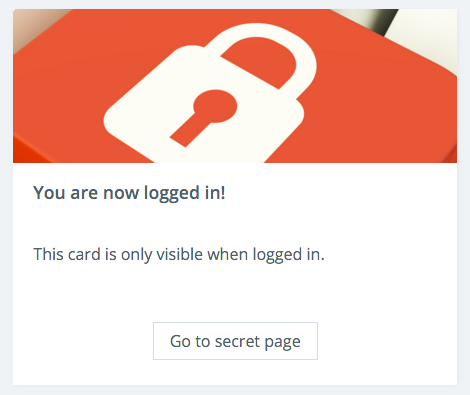 You are now logged in!
This card is only visible when logged in.
Go to secret page